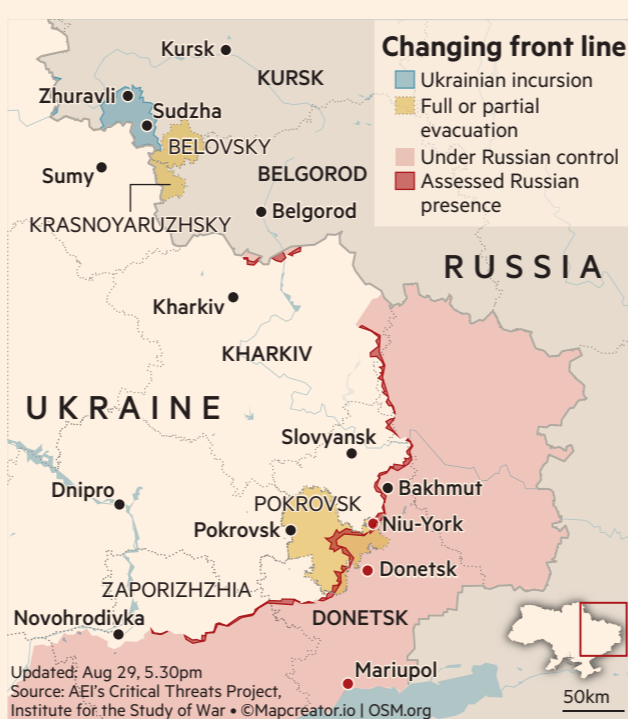 Changing front line
Ukrainian incursion
Full or partial
evacuation
Under Russian control
Assessed Russian
presence
Kursk
KURSK
Zhuravli
Sudzha
BELOVSKY
Sumy
BELGOROD
KRASNOYARUZHSKY
Belgorod
RUSSIA
Kharkiv
KHARKIV
UKRAINE
Slovyansk
Dnipro
Bakhmut
POKROVSK
Pokrovsk
Niu-York
Donetsk
ZAPORIZHZHIA
Novohrodivka
DONETSK
Mariupol
Updated: Aug 29, 5.30pm
Source: AEI's Critical Threats Project,
Institute for the Study of War • ©Mapcreator.io | OSM.org
50km